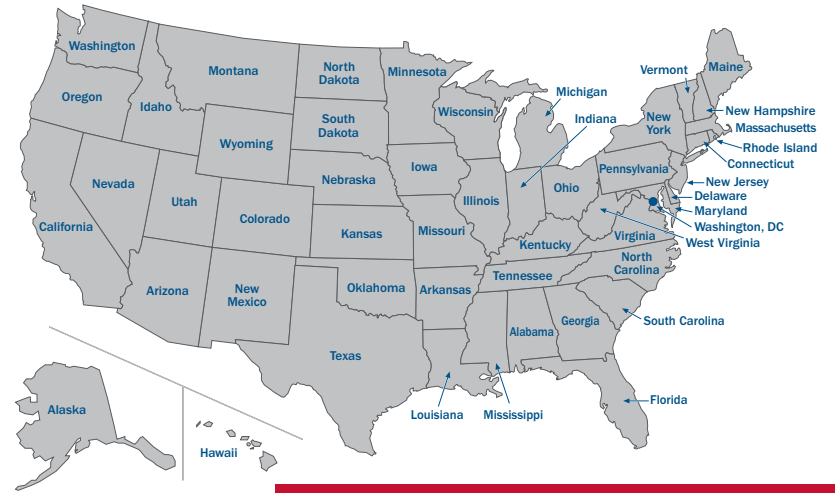 Washington
Oregon
Idaho
Montana
North
Dakota
Minnesota
South
Dakota
Wisconsin
Michigan
Vermont
Maine
New Hampshire
New
York
Massachusetts
Rhode Island
Connecticut
Wyoming
Indiana
Nebraska
Iowa
Illinois
Ohio
Pennsylvania
New Jersey
Delaware
Maryland
Washington, DC
West Virginia
Nevada
Utah
Colorado
Kansas
Missouri
Kentucky
Virginia
California
Arizona
New
Mexico
Oklahoma
Arkansas
Tennessee
North
Carolina
South Carolina
Texas
Alabama
Georgia
Louisiana
Mississippi
Florida
Alaska
Hawaii